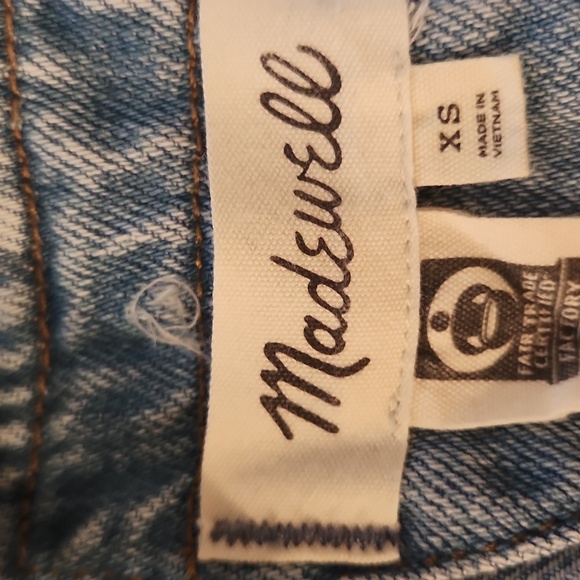 Madewell
XS
MADE IN
VIETNAM
FAIR TRADE
CERTIFIED
FACTORY